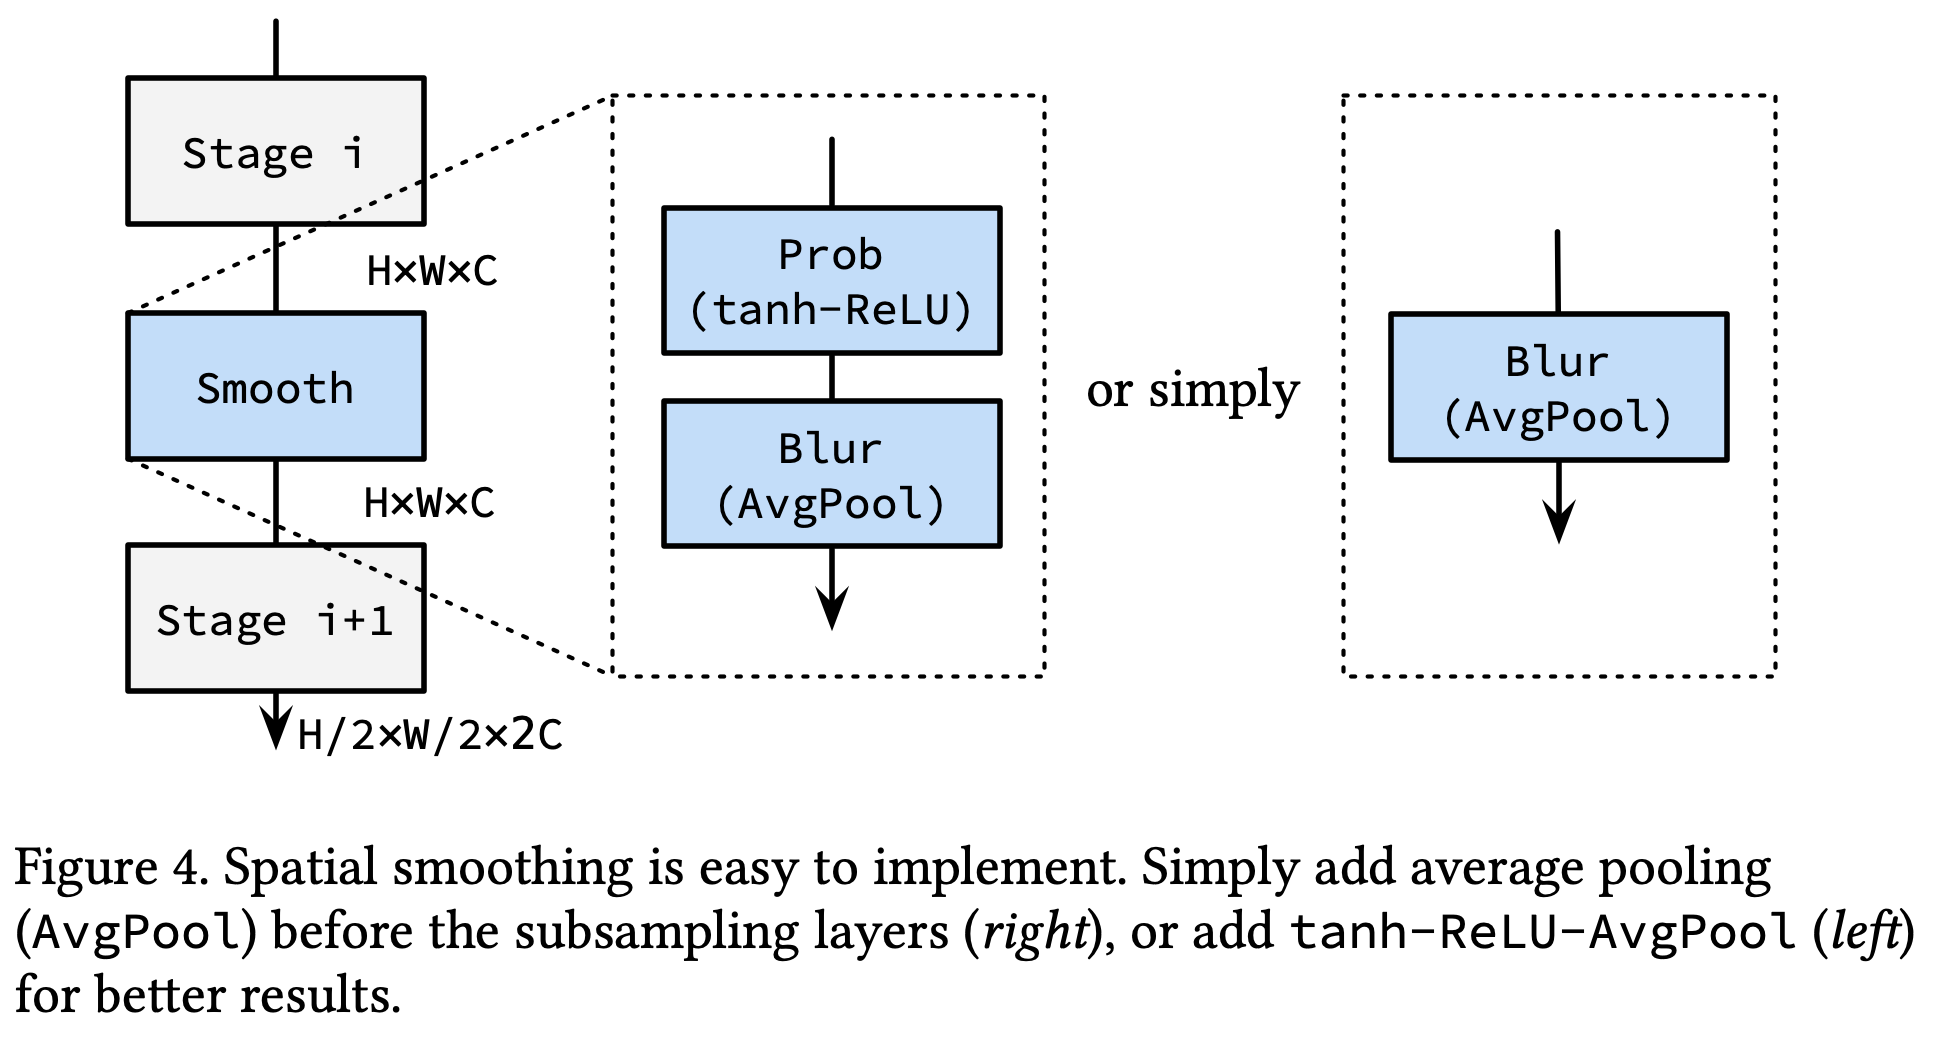 Stage i
H×W×C
Smooth
H×W×C
Stage i+1
H/2×W/2×2C
Prob
(tanh-ReLU)
Blur
(AvgPool)
or simply
Blur
(AvgPool)
Figure 4. Spatial smoothing is easy to implement. Simply add average pooling
(AvgPool) before the subsampling layers (right), or add tanh-ReLU-AvgPool (left)
for better results.